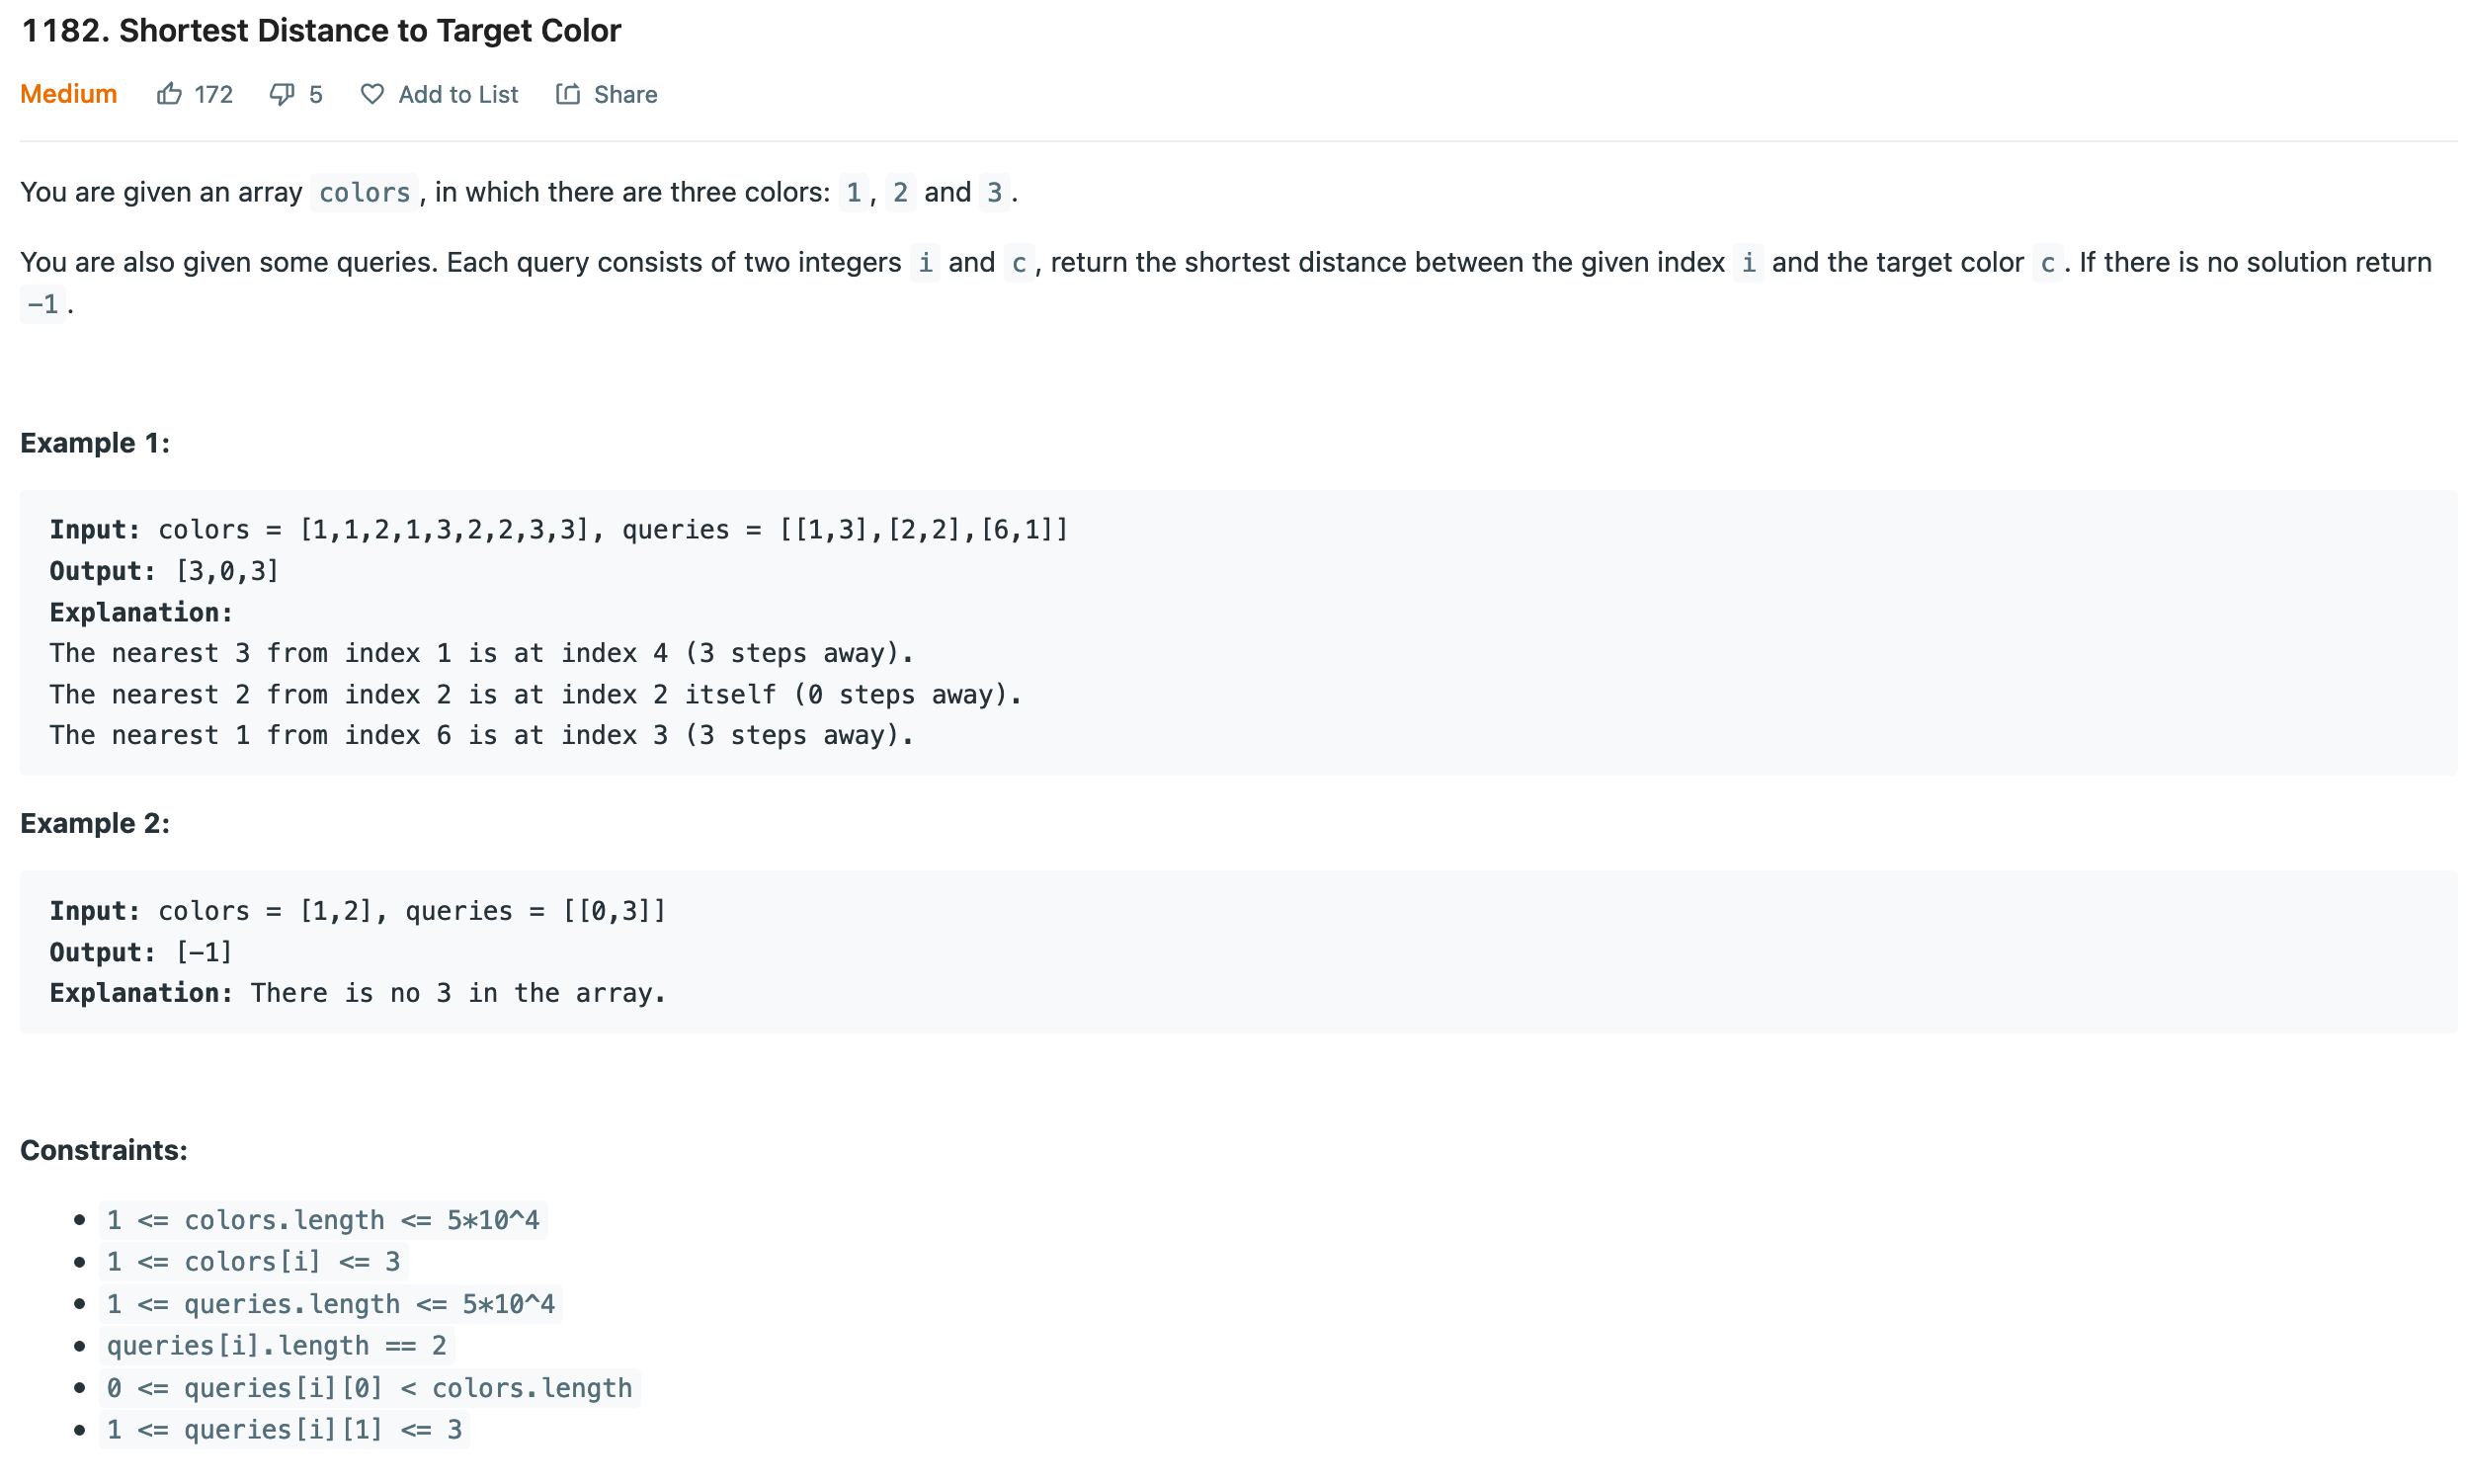 1182. Shortest Distance to Target Color
Medium 172 5 Add to List Share
You are given an array colors, in which there are three colors: 1, 2 and 3.
You are also given some queries. Each query consists of two integers i and c, return the shortest distance between the given index i and the target color c. If there is no solution return
-1.
Example 1:
Input: colors = [1,1,2,1,3,2,2,3,3], queries = [[1,3],[2,2],[6,1]]
Output: [3,0,3]
Explanation:
The nearest 3 from index 1 is at index 4 (3 steps away).
The nearest 2 from index 2 is at index 2 itself (0 steps away).
The nearest 1 from index 6 is at index 3 (3 steps away).
Example 2:
Input: colors = [1,2], queries = [[0,3]]
Output: [-1]
Explanation: There is no 3 in the array.
Constraints:
1 <= colors.length <= 5*10^4
1 <= colors[i] <= 3
1 <= queries.length <= 5*10^4
queries[i].length == 2
0 <= queries[i][0] < colors.length
1 <= queries[i][1] <= 3